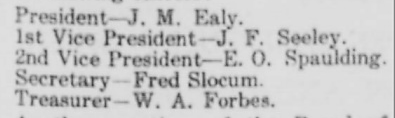 President—J. M. Ealy.
1st Vice President—J. F. Seeley.
2nd Vice President—E. O. Spaulding.
Secretary—Fred Slocum.
Treasurer—W. A. Forbes.